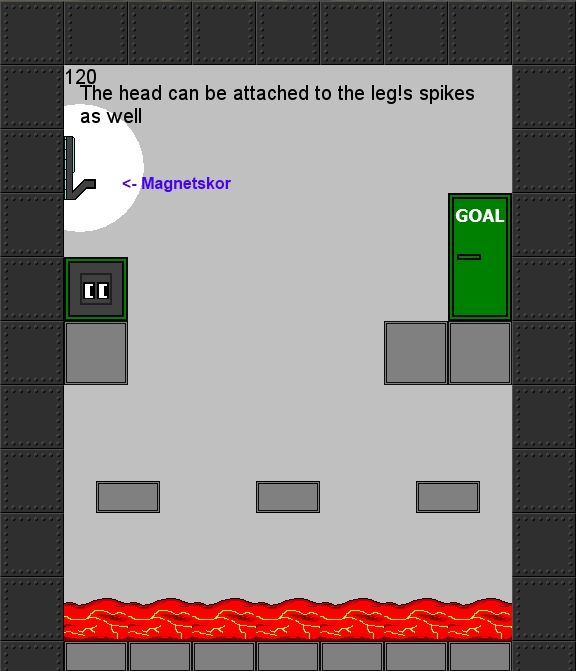 120
The head can be attached to the leg!s spikes
as well
<- Magnetskor
GOAL